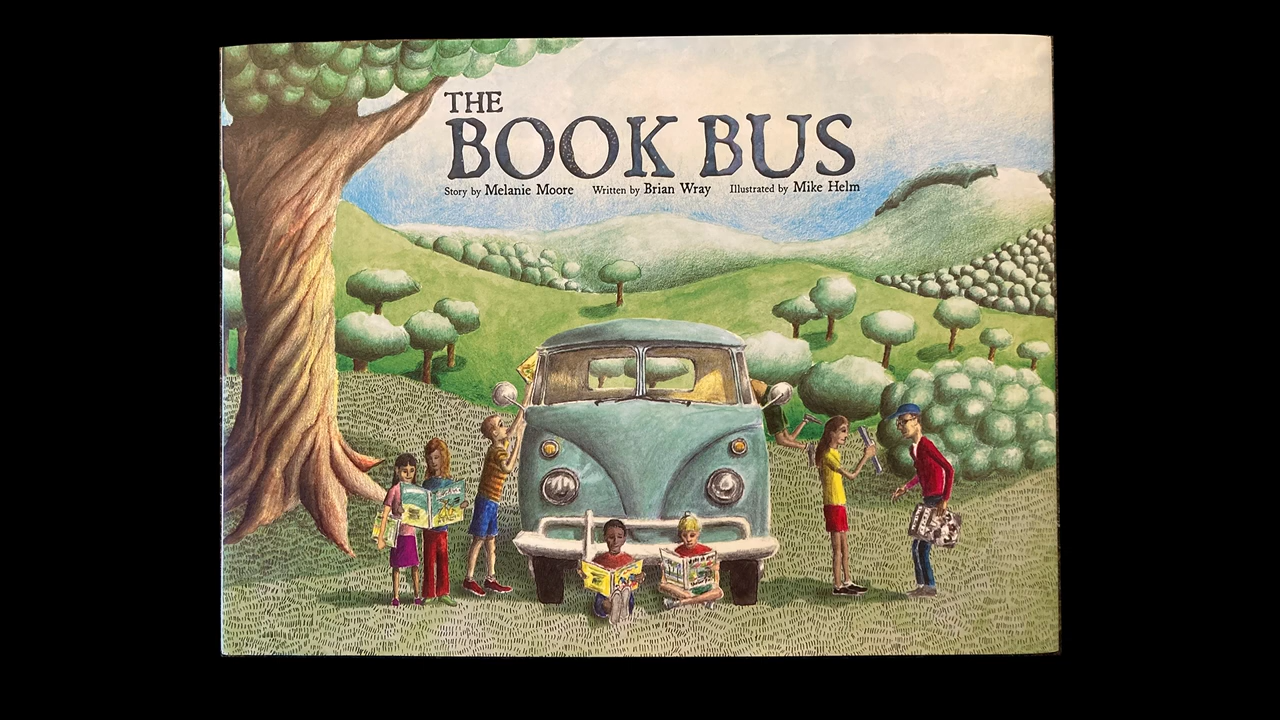 THE
BOOK BUS
Story by Melanie Moore Written by Brian Wray Illustrated by Mike Helm